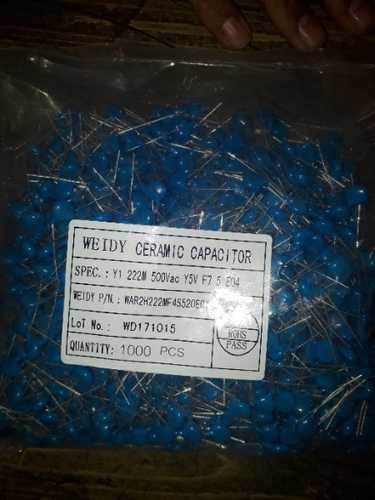 WEIDY CERAMIC CAPACITOR
SPEC.: Y1 222M 500Vac Y5V F7.5 E04
WEIDY P/N.:
LoT No.: WD171015
QUANTITY: 1000 PCS
ROHS
PASS